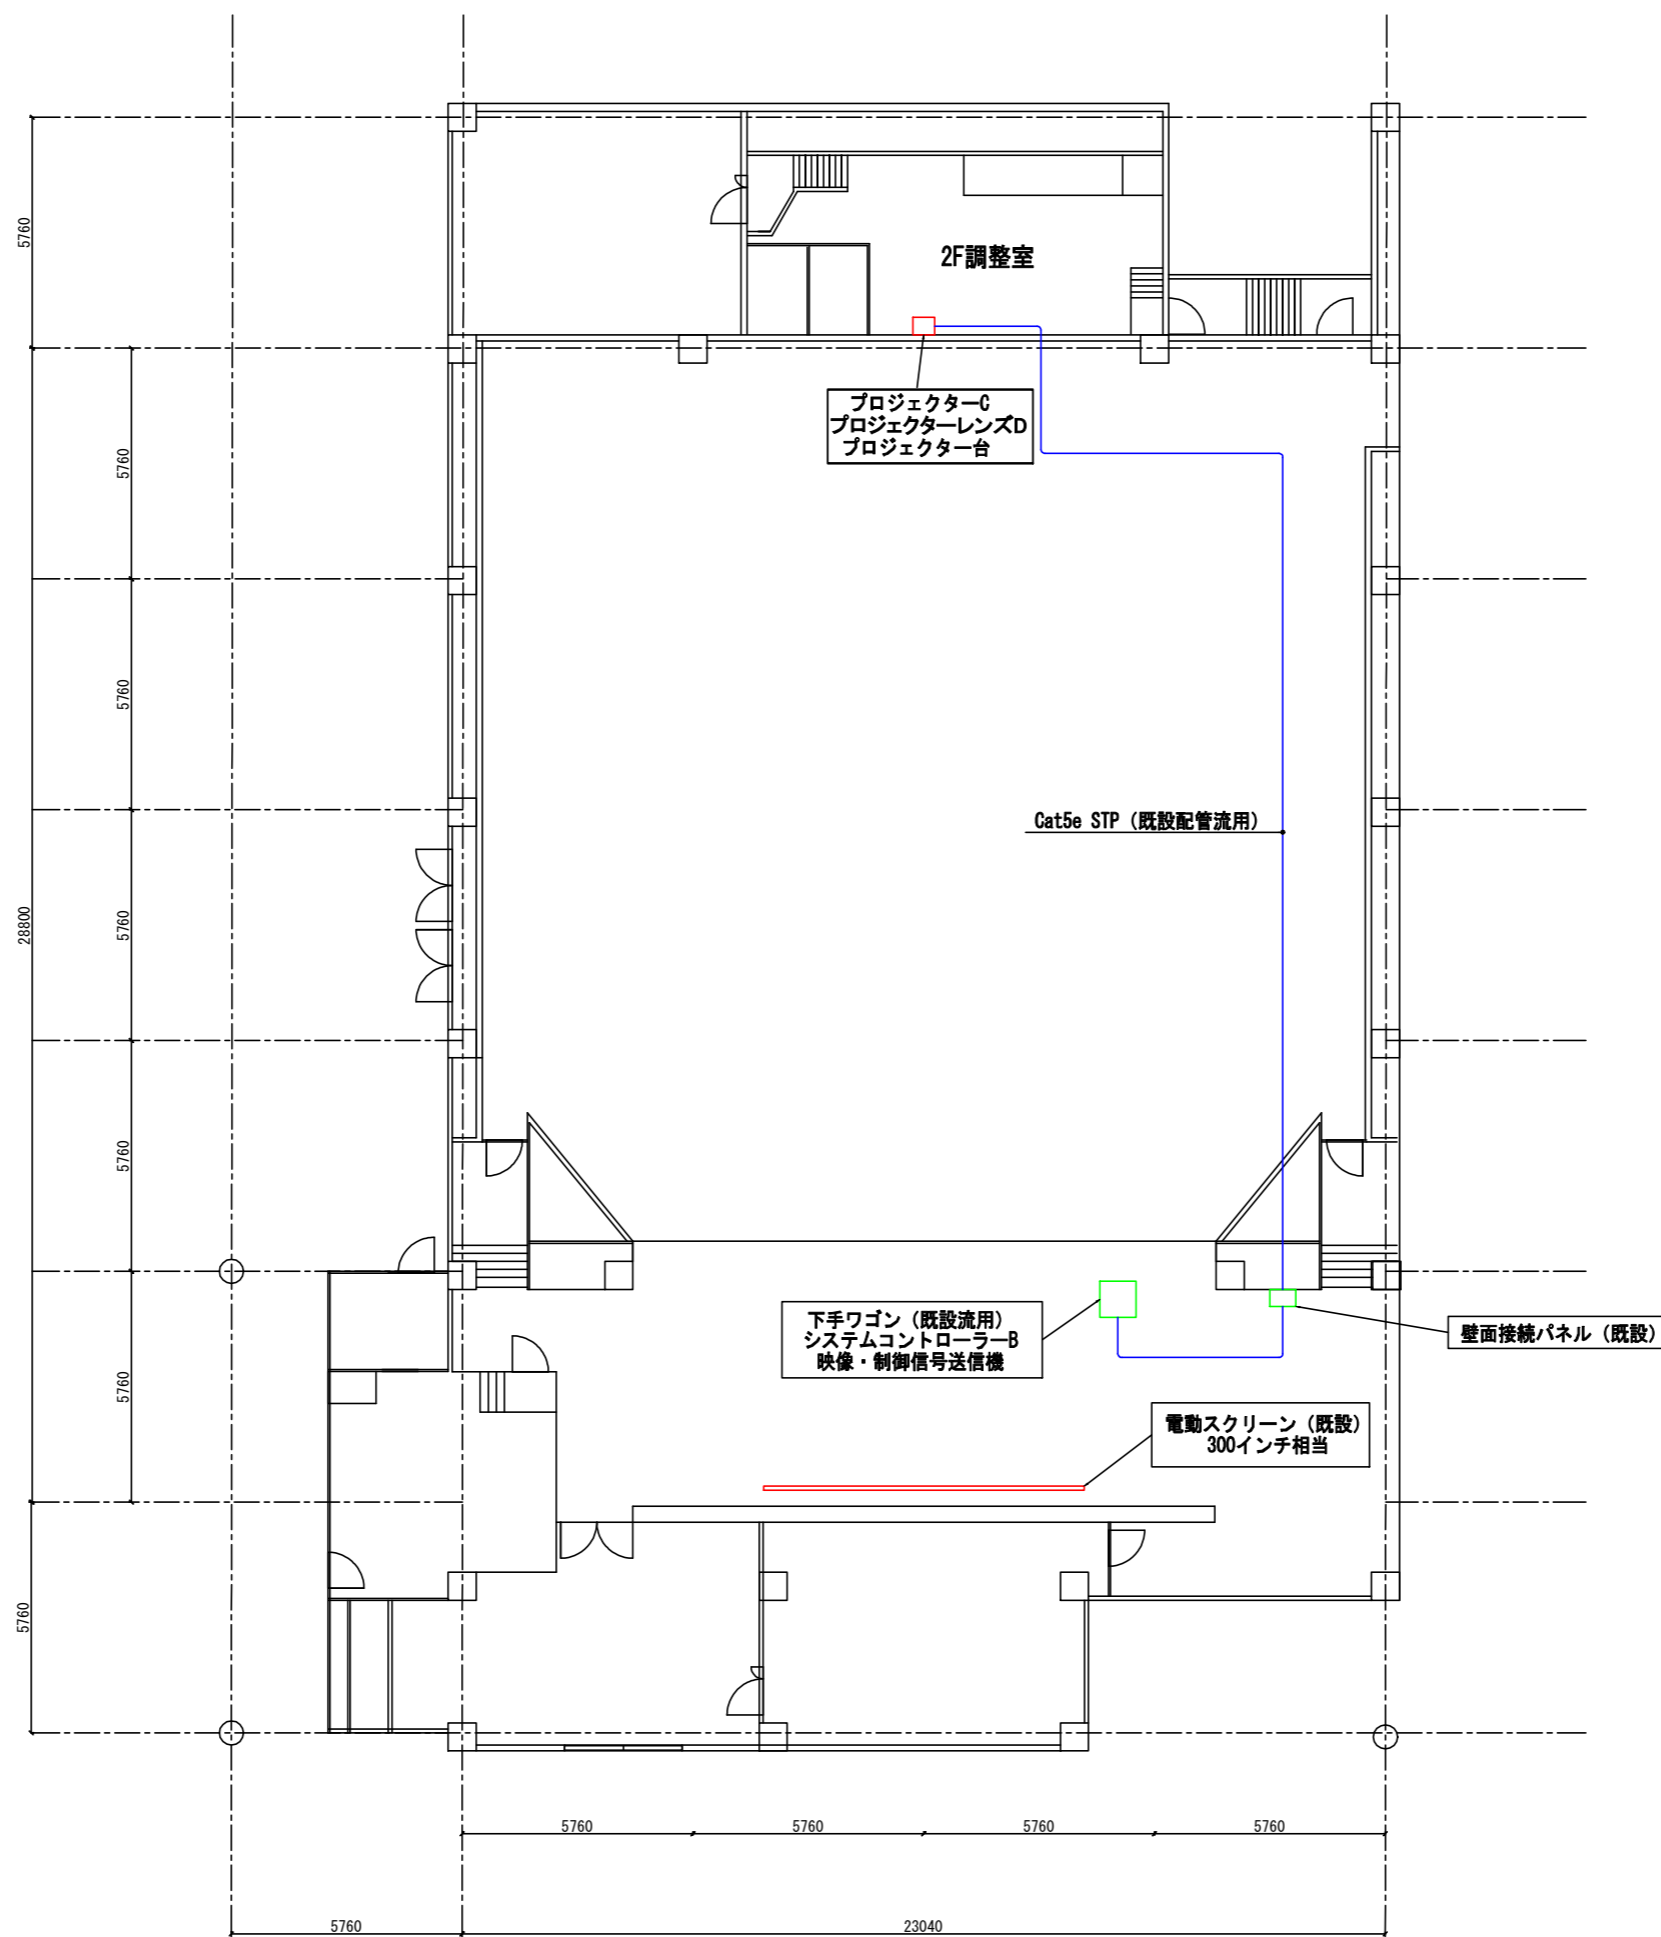 5760
2F調整室
プロジェクターC
プロジェクターレンズD
プロジェクター台
5760
5760
Cat5e STP（既設配管流用）
28800
5760
5760
下手ワゴン（既設流用）
システムコントローラーB
映像・制御信号送信機
壁面接続パネル（既設）
5760
電動スクリーン（既設）
300インチ相当
5760
5760
5760
5760
5760
5760
23040